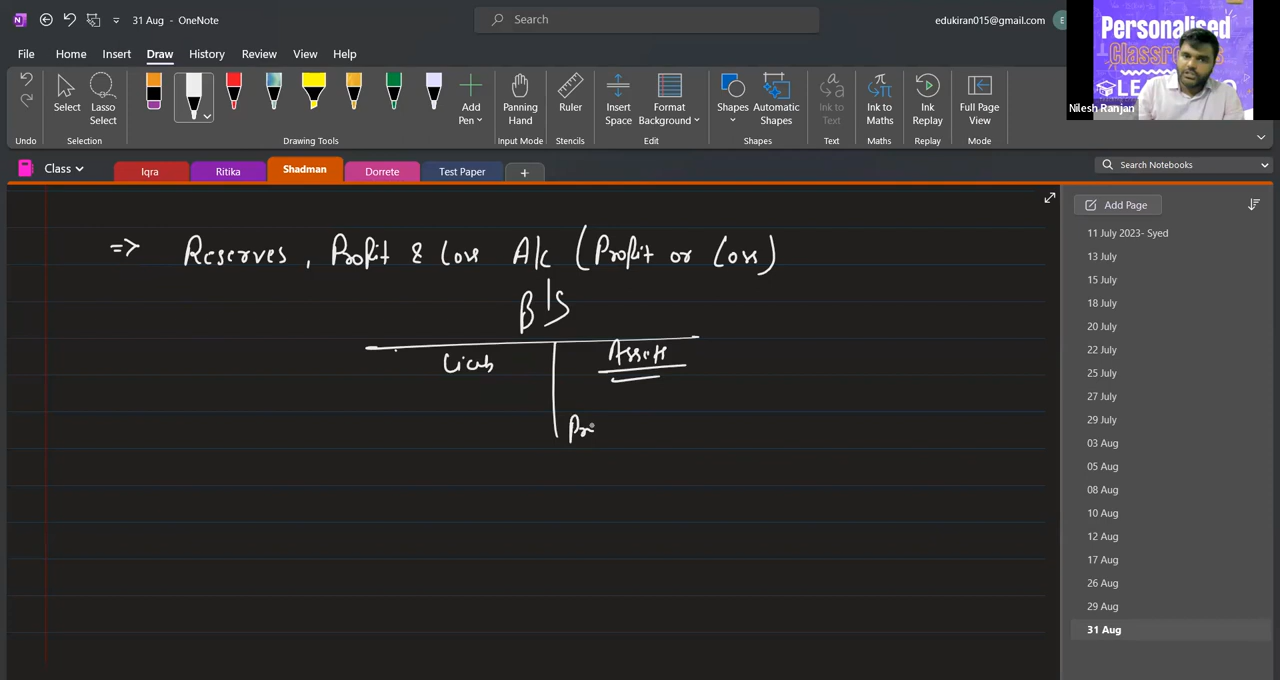 31 Aug - OneNote
Search
edukiran015@gmail.com
E
File Home Insert Draw History Review View Help
Undo
Select
Lasso Select
Selection
Drawing Tools
Add Pen
Panning Hand
Input Mode
Ruler
Stencils
Insert Space
Format Background
Edit
Shapes
Automatic Shapes
Shapes
Ink to Text
Text
Ink to Maths
Maths
Ink Replay
Replay
Full Page View
Mode
Personalised
Nilesh Ranjan
Class
Iqra Ritika Shadman Dorrete Test Paper +
Search Notebooks
Add Page
11 July 2023- Syed
13 July
15 July
18 July
20 July
22 July
25 July
27 July
29 July
03 Aug
05 Aug
08 Aug
10 Aug
12 Aug
17 Aug
26 Aug
29 Aug
31 Aug
=> Reserves, Profit & Loss A/c (Profit or Loss)
B/S
Liab Assets
Pr